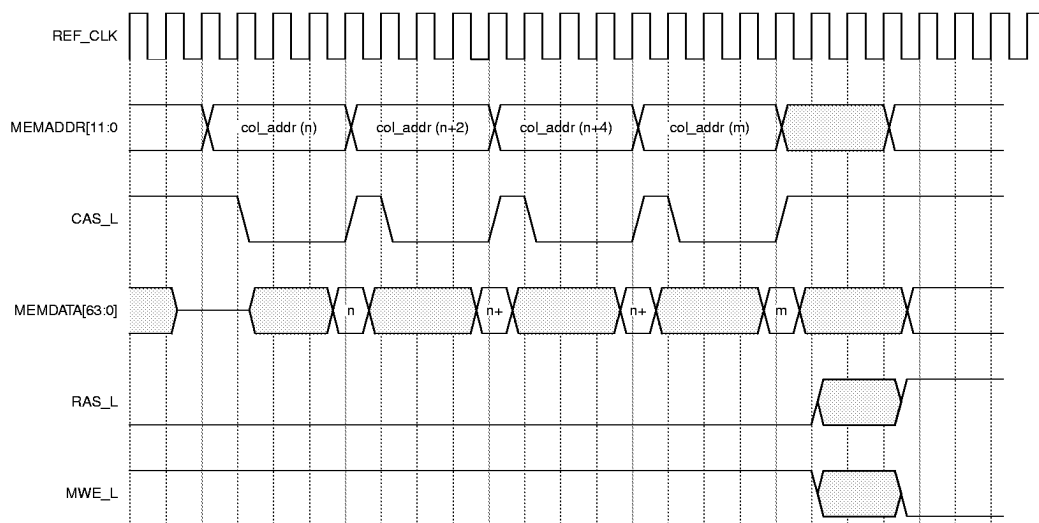 REF_CLK
MEMADDR[11:0
col_addr (n)
col_addr (n+2)
col_addr (n+4)
col_addr (m)
CAS_L
MEMDATA[63:0]
n
n+
n+
m
RAS_L
MWE_L